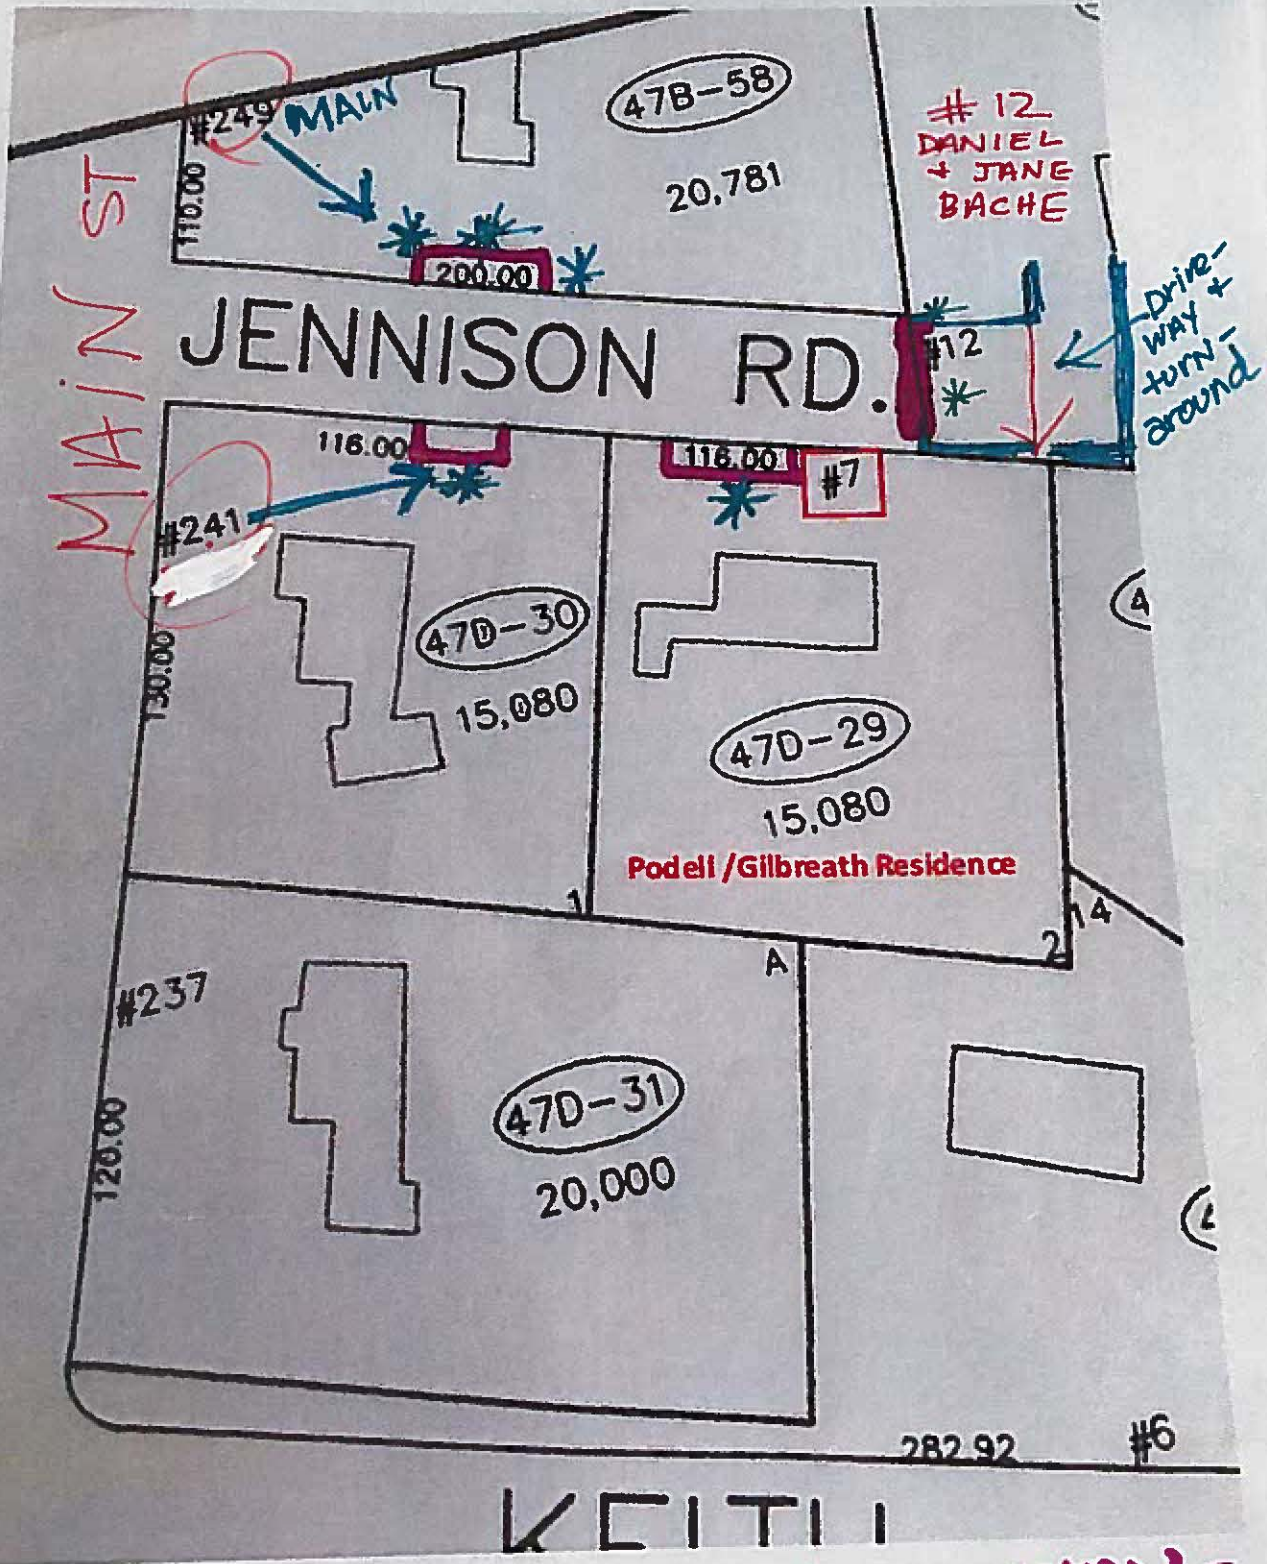 #249
MAIN
47B-58
20,781
# 12
DANIEL
+ JANE
BACHE
110.00
MAIN ST
200.00
Drive-
WAY +
turn-
around
JENNISON RD.
#12
116.00
116.00
#7
#241
47D-30
15,080
130.00
47D-29
15,080
Podell /Gilbreath Residence
1
2
14
A
#237
47D-31
20,000
120.00
282.92
#6